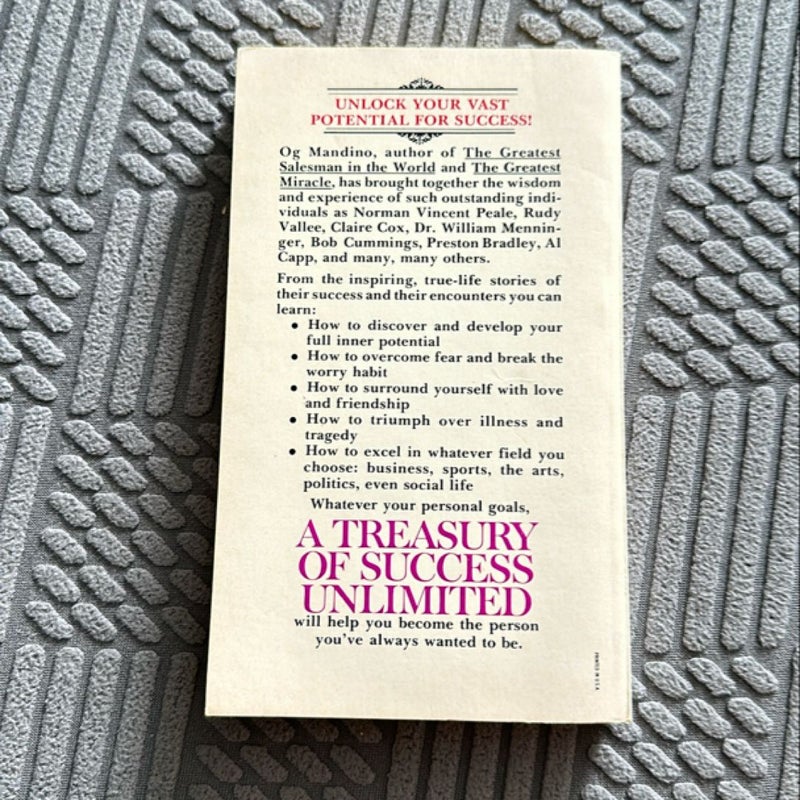 UNLOCK YOUR VAST
POTENTIAL FOR SUCCESS!
Og Mandino, author of The Greatest
Salesman in the World and The Greatest
Miracle, has brought together the wisdom
and experience of such outstanding indi-
viduals as Norman Vincent Peale, Rudy
Vallee, Claire Cox, Dr. William Mennin-
ger, Bob Cummings, Preston Bradley, Al
Capp, and many, many others.
From the inspiring, true-life stories of
their success and their encounters you can
learn:
• How to discover and develop your
full inner potential
• How to overcome fear and break the
worry habit
• How to surround yourself with love
and friendship
• How to triumph over illness and
tragedy
• How to excel in whatever field you
choose: business, sports, the arts,
politics, even social life
Whatever your personal goals,
A TREASURY
OF SUCCESS
UNLIMITED
will help you become the person
you've always wanted to be.
PRINTED IN U.S.A.